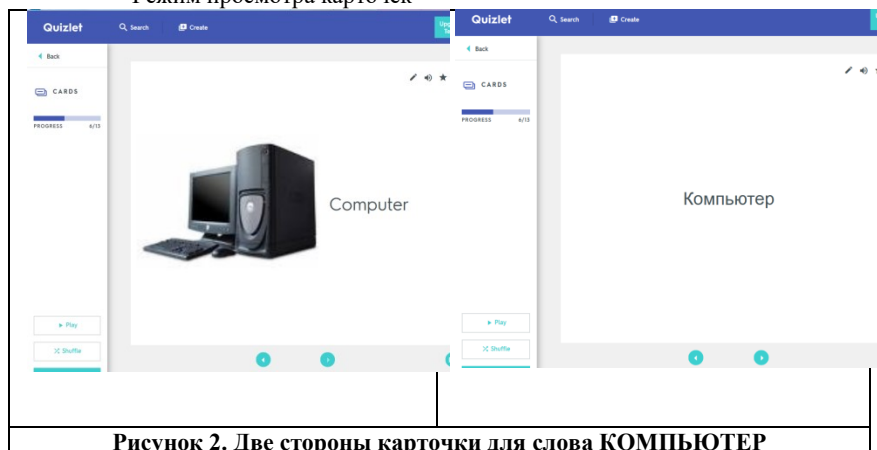 Режим просмотра карточек
Quizlet Search Create
Back
CARDS
PROGRESS 6/13
Computer
Play
Shuffle
Quizlet Search Create
Back
CARDS
PROGRESS 6/13
Компьютер
Play
Shuffle
Рисунок 2. Две стороны карточки для слова КОМПЬЮТЕР